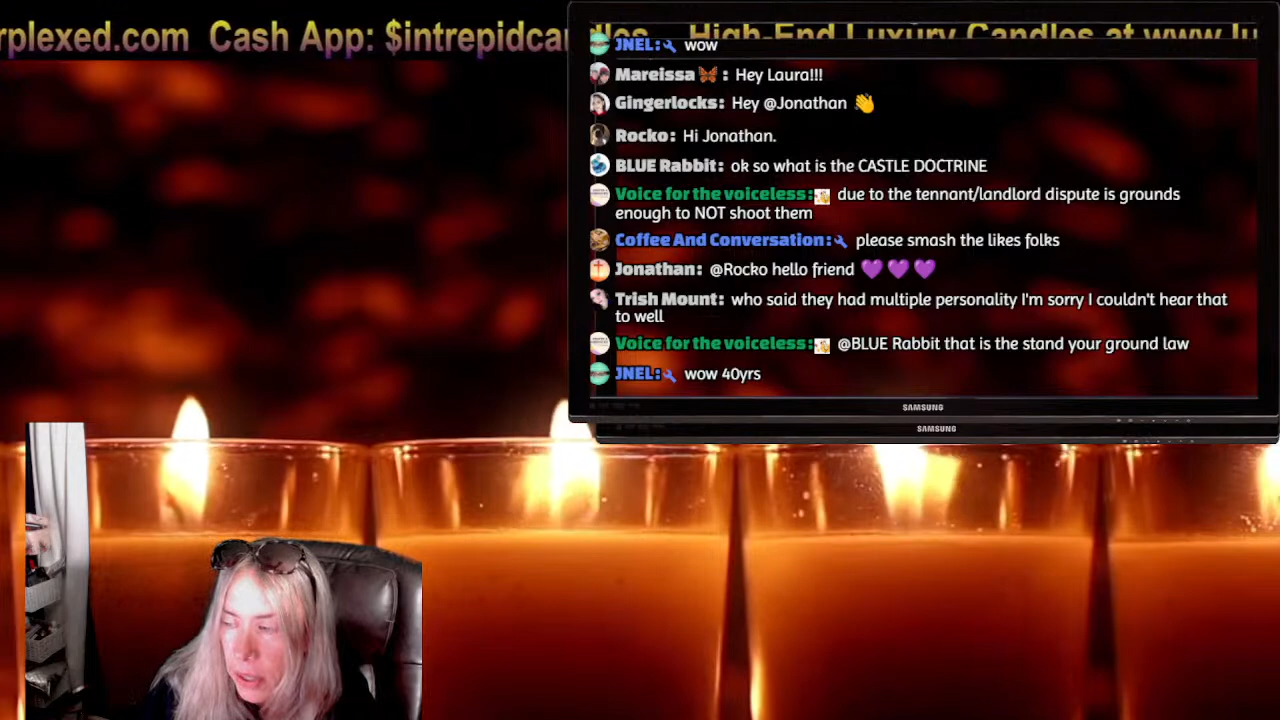 rplexed.com Cash App: $intrepidca
JNEL: wow
Mareissa : Hey Laura!!!
Gingerlocks: Hey @Jonathan 👋
Rocko: Hi Jonathan.
BLUE Rabbit: ok so what is the CASTLE DOCTRINE
Voice for the voiceless: due to the tennant/landlord dispute is grounds
enough to NOT shoot them
Coffee And Conversation: please smash the likes folks
Jonathan: @Rocko hello friend 💜 💜 💜
Trish Mount: who said they had multiple personality I'm sorry I couldn't hear that
to well
Voice for the voiceless: @BLUE Rabbit that is the stand your ground law
JNEL: wow 40yrs
SAMSUNG
SAMSUNG